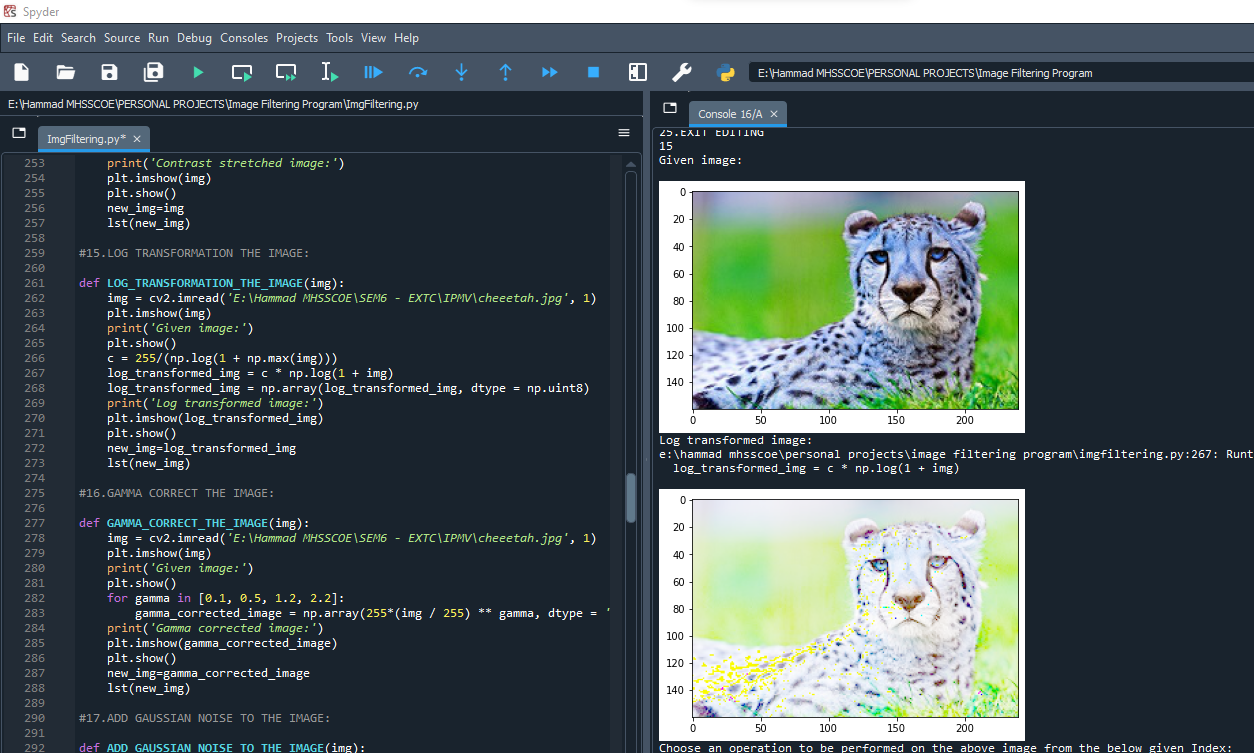 Spyder
File Edit Search Source Run Debug Consoles Projects Tools View Help
E:\Hammad MHSSCOE\PERSONAL PROJECTS\Image Filtering Program
E:\Hammad MHSSCOE\PERSONAL PROJECTS\Image Filtering Program\ImgFiltering.py
ImgFiltering.py*
253 print('Contrast stretched image:')
254 plt.imshow(img)
255 plt.show()
256 new_img=img
257 lst(new_img)
258
259 #15.LOG TRANSFORMATION THE IMAGE:
260
261 def LOG_TRANSFORMATION_THE_IMAGE(img):
262 img = cv2.imread('E:\Hammad MHSSCOE\SEM6 - EXTC\IPMV\cheeetah.jpg', 1)
263 plt.imshow(img)
264 print('Given image:')
265 plt.show()
266 c = 255/(np.log(1 + np.max(img)))
267 log_transformed_img = c * np.log(1 + img)
268 log_transformed_img = np.array(log_transformed_img, dtype = np.uint8)
269 print('Log transformed image:')
270 plt.imshow(log_transformed_img)
271 plt.show()
272 new_img=log_transformed_img
273 lst(new_img)
274
275 #16.GAMMA CORRECT THE IMAGE:
276
277 def GAMMA_CORRECT_THE_IMAGE(img):
278 img = cv2.imread('E:\Hammad MHSSCOE\SEM6 - EXTC\IPMV\cheeetah.jpg', 1)
279 plt.imshow(img)
280 print('Given image:')
281 plt.show()
282 for gamma in [0.1, 0.5, 1.2, 2.2]:
283 gamma_corrected_image = np.array(255*(img / 255) ** gamma, dtype = '
284 print('Gamma corrected image:')
285 plt.imshow(gamma_corrected_image)
286 plt.show()
287 new_img=gamma_corrected_image
288 lst(new_img)
289
290 #17.ADD GAUSSIAN NOISE TO THE IMAGE:
291
292 def ADD_GAUSSIAN_NOISE_TO_THE_IMAGE(img):
Console 16/A
25.EXIT EDITING
15
Given image:
0
20
40
60
80
100
120
140
0 50 100 150 200
Log transformed image:
e:\hammad mhsscoe\personal projects\image filtering program\imgfiltering.py:267: Runt
log_transformed_img = c * np.log(1 + img)
0
20
40
60
80
100
120
140
0 50 100 150 200
Choose an operation to be performed on the above image from the below given Index: